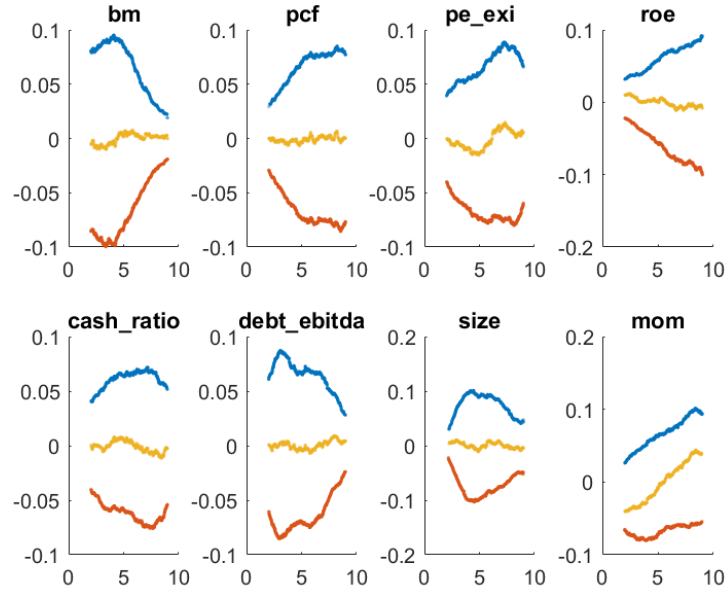 bm pcf pe_exi roe
0.1 0.1 0.1 0.1
0.05 0.05 0.05
0
0 0 0
-0.1
-0.05 -0.05 -0.05
-0.1 -0.1 -0.1 -0.2
0 5 10 0 5 10 0 5 10 0 5 10
cash_ratio debt_ebitda size mom
0.1 0.1 0.2
0.05 0.05 0.1
0.1
0 0 0
0
-0.05 -0.05 -0.1
-0.1 -0.1 -0.2 -0.1
0 5 10 0 5 10 0 5 10 0 5 10